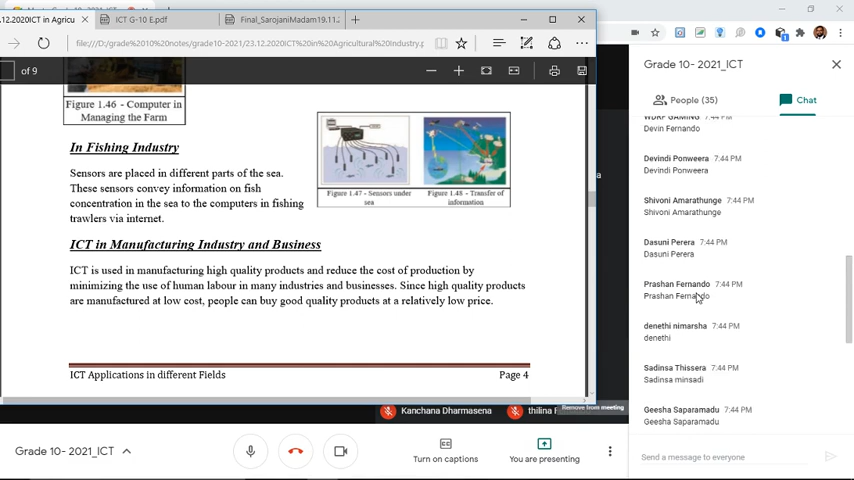 .12.2020ICT in Agricu
ICT G-10 E.pdf
Final_SarojaniMadam19.11.2
file:///D:/grade%2010%20notes/grade10-2021/23.12.2020ICT%20in%20Agricultural%20Industry.p
of 9
Figure 1.46 - Computer in
Managing the Farm
In Fishing Industry
Sensors are placed in different parts of the sea.
These sensors convey information on fish
concentration in the sea to the computers in fishing
trawlers via internet.
Figure 1.47 - Sensors under
sea
Figure 1.48 - Transfer of
information
ICT in Manufacturing Industry and Business
ICT is used in manufacturing high quality products and reduce the cost of production by
minimizing the use of human labour in many industries and businesses. Since high quality products
are manufactured at low cost, people can buy good quality products at a relatively low price.
ICT Applications in different Fields
Page 4
Kanchana Dharmasena
thilina
Remove from meeting
Grade 10- 2021_ICT
Turn on captions
You are presenting
Grade 10- 2021_ICT
People (35)
Chat
WDRP GAMING 7:44 PM
Devin Fernando
Devindi Ponweera 7:44 PM
Devindi Ponweera
Shivoni Amarathunge 7:44 PM
Shivoni Amarathunge
Dasuni Perera 7:44 PM
Dasuni Perera
Prashan Fernando 7:44 PM
Prashan Fernando
denethi nimarsha 7:44 PM
denethi
Sadinsa Thissera 7:44 PM
Sadinsa minsadi
Geesha Saparamadu 7:44 PM
Geesha Saparamadu
Send a message to everyone